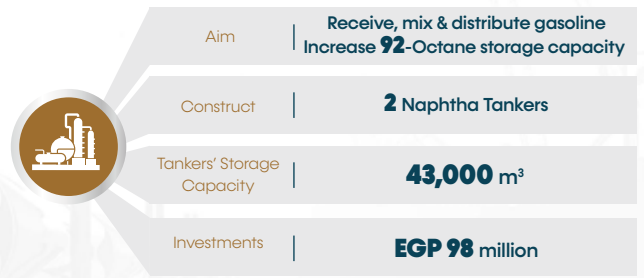 Aim
Receive, mix & distribute gasoline
Increase 92-Octane storage capacity
Construct
2 Naphtha Tankers
Tankers' Storage
Capacity
43,000 m³
Investments
EGP 98 million